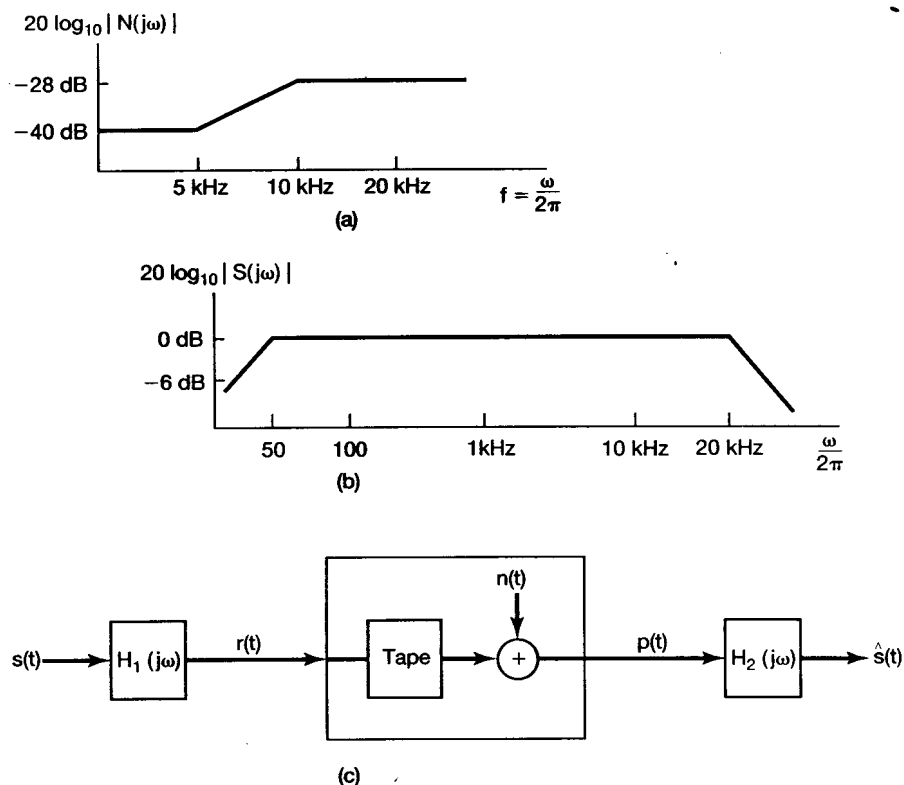 20 log₁₀ | N(jω) |
−28 dB
−40 dB
5 kHz 10 kHz 20 kHz
f = ω/2π
(a)
20 log₁₀ | S(jω) |
0 dB
−6 dB
50 100 1kHz 10 kHz 20 kHz ω/2π
(b)
n(t)
s(t) H₁ (jω) r(t) Tape + p(t) H₂ (jω) ŝ(t)
(c)